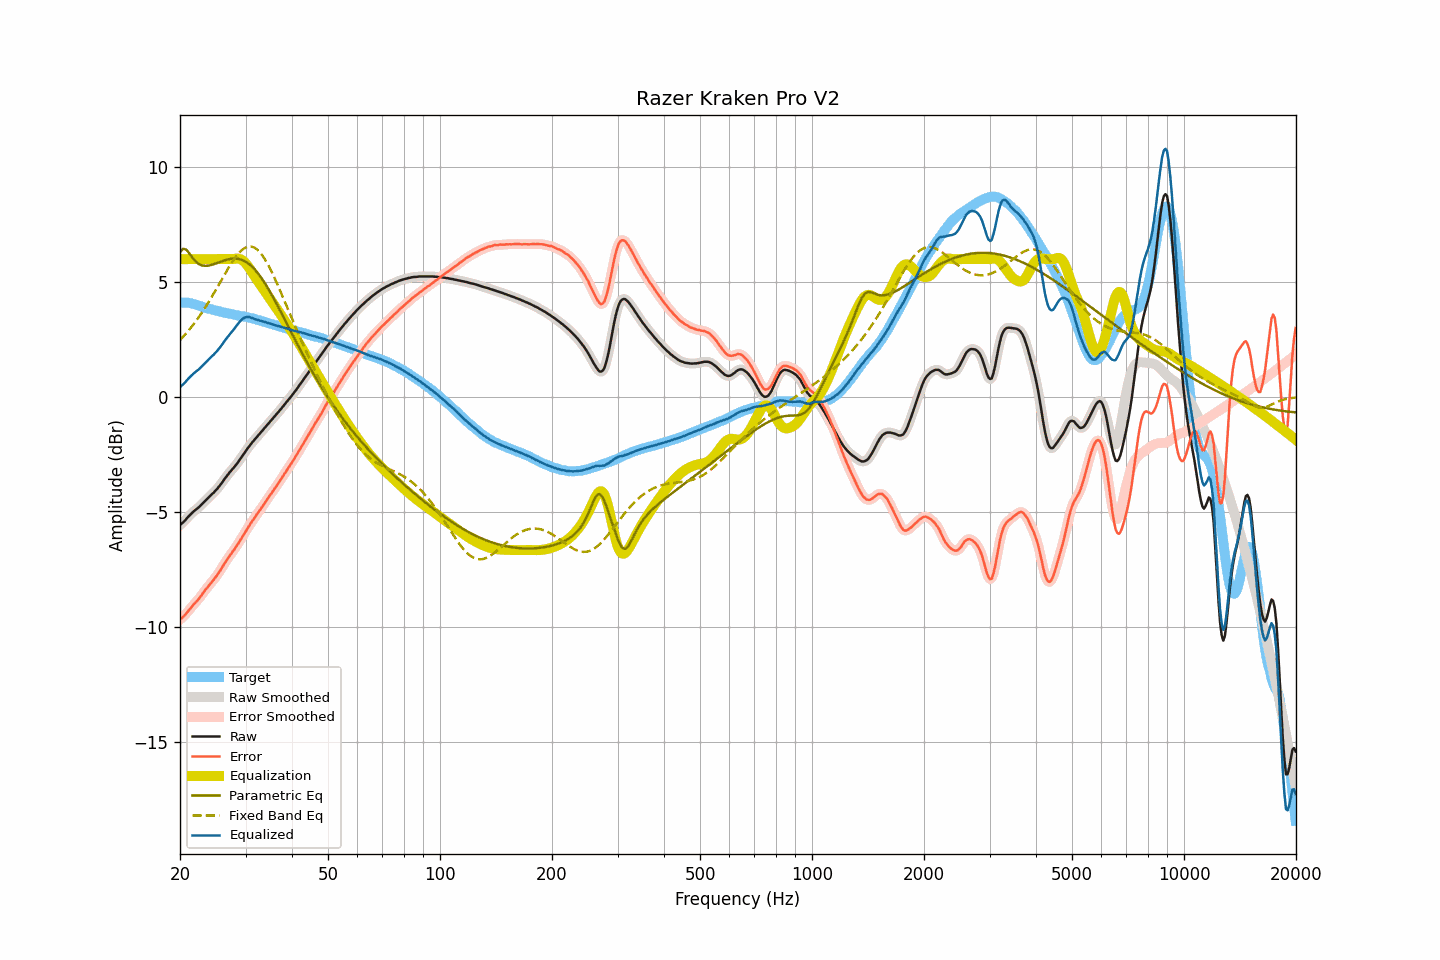 Razer Kraken Pro V2
10
5
0
−5
−10
−15
Amplitude (dBr)
Target
Raw Smoothed
Error Smoothed
Raw
Error
Equalization
Parametric Eq
Fixed Band Eq
Equalized
20 50 100 200 500 1000 2000 5000 10000 20000
Frequency (Hz)